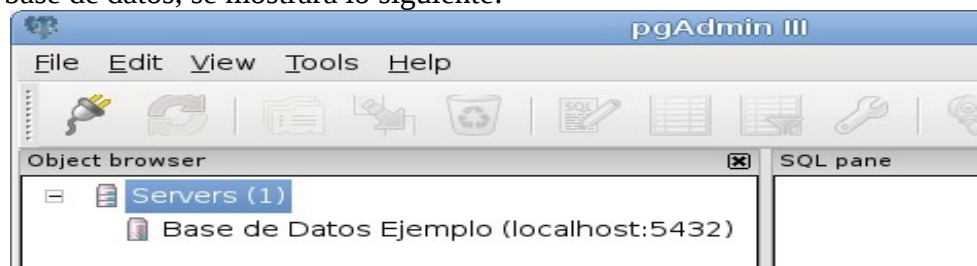 base de datos, se mostrará lo siguiente:
pgAdmin III
File Edit View Tools Help
SQL
Object browser
SQL pane
Servers (1)
Base de Datos Ejemplo (localhost:5432)